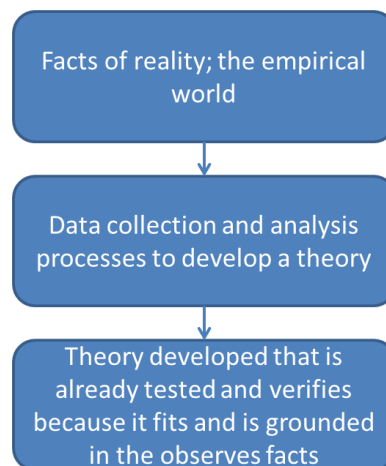 Facts of reality; the empirical
world
Data collection and analysis
processes to develop a theory
Theory developed that is
already tested and verifies
because it fits and is grounded
in the observes facts